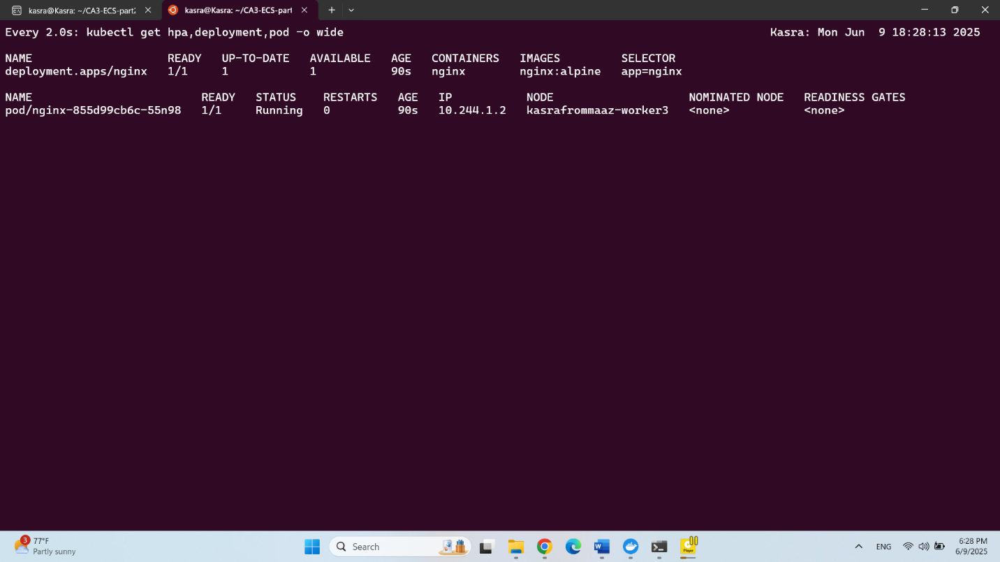 kasra@Kasra: ~/CA3-ECS-part2
kasra@Kasra: ~/CA3-ECS-part
Every 2.0s: kubectl get hpa,deployment,pod -o wide Kasra: Mon Jun 9 18:28:13 2025
NAME READY UP-TO-DATE AVAILABLE AGE CONTAINERS IMAGES SELECTOR
deployment.apps/nginx 1/1 1 1 90s nginx nginx:alpine app=nginx
NAME READY STATUS RESTARTS AGE IP NODE NOMINATED NODE READINESS GATES
pod/nginx-855d99cb6c-55n98 1/1 Running 0 90s 10.244.1.2 kasrafrommaaz-worker3 <none> <none>
3
77°F
Partly sunny
Search
W
Player
ENG
6:28 PM
6/9/2025